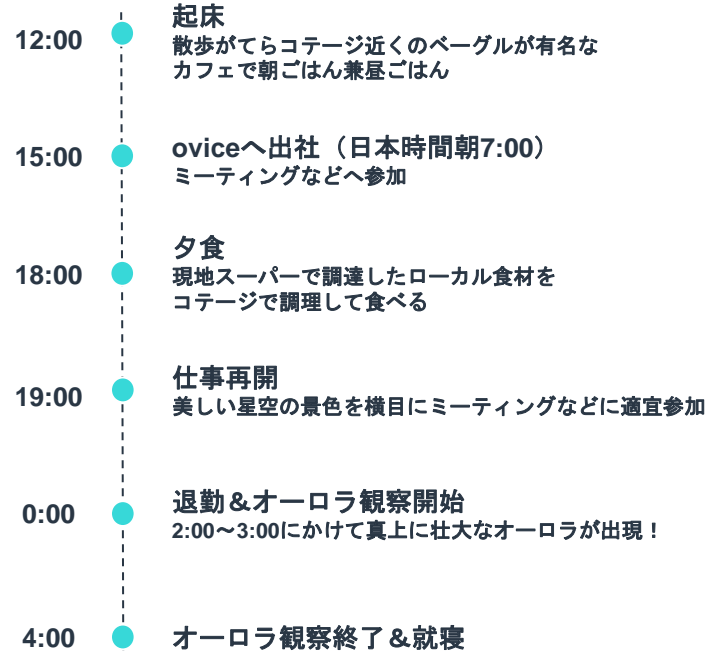 12:00
起床
散歩がてらコテージ近くのベーグルが有名な
カフェで朝ごはん兼昼ごはん
15:00
oviceへ出社（日本時間朝7:00）
ミーティングなどへ参加
18:00
夕食
現地スーパーで調達したローカル食材を
コテージで調理して食べる
19:00
仕事再開
美しい星空の景色を横目にミーティングなどに適宜参加
0:00
退勤＆オーロラ観察開始
2:00～3:00にかけて真上に壮大なオーロラが出現！
4:00
オーロラ観察終了＆就寝